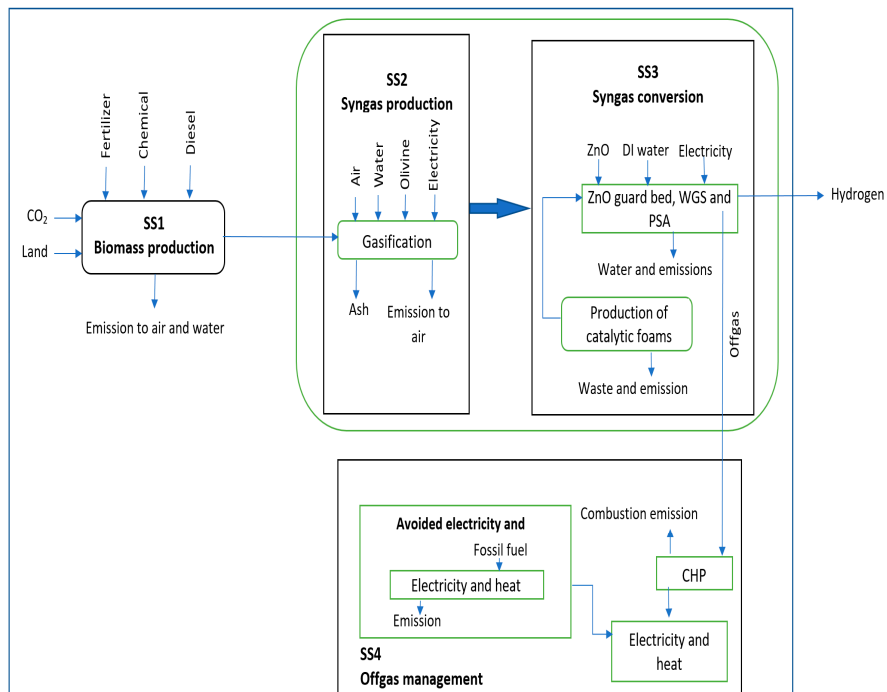 Fertilizer
Chemical
Diesel
CO₂
Land
SS1
Biomass production
Emission to air and water
SS2
Syngas production
Air
Water
Olivine
Electricity
Gasification
Ash
Emission to
air
SS3
Syngas conversion
ZnO
DI water
Electricity
ZnO guard bed, WGS and
PSA
Water and emissions
Production of
catalytic foams
Waste and emission
Hydrogen
Offgas
Avoided electricity and
Fossil fuel
Electricity and heat
Emission
Combustion emission
CHP
Electricity and
heat
SS4
Offgas management